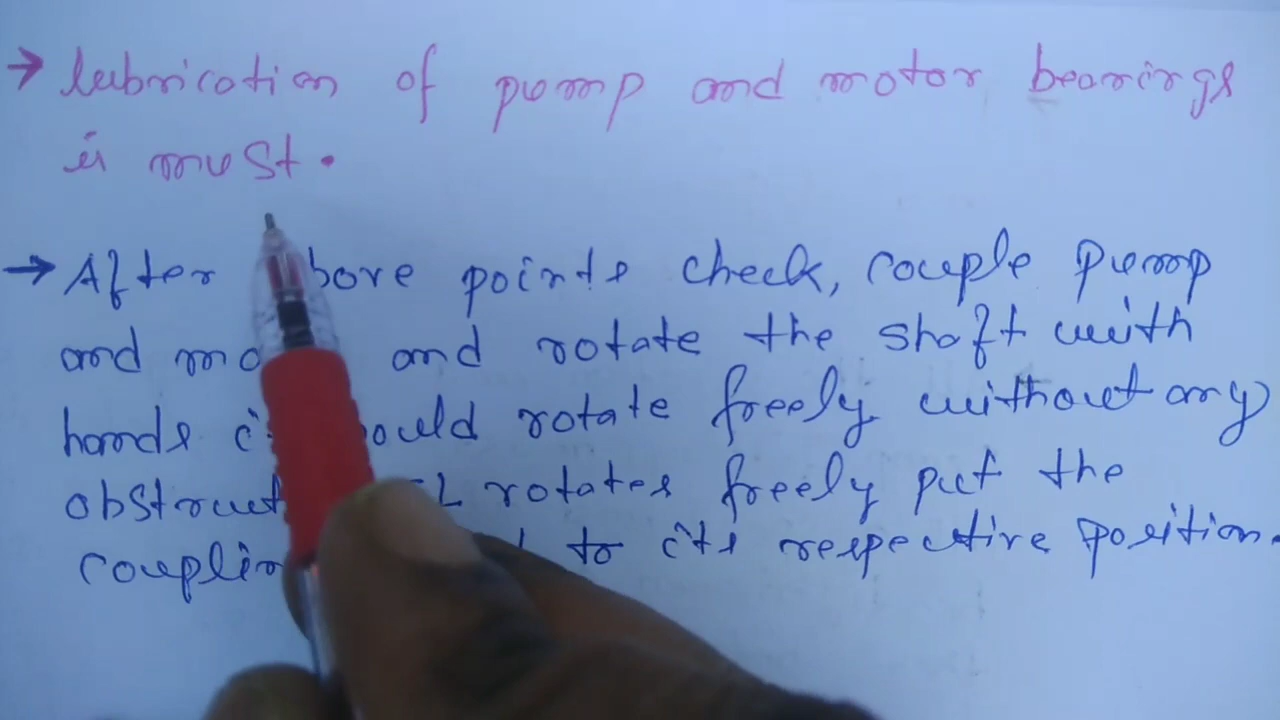 → lubrication of pump and motor bearings
is must.
→ After bove points check, couple pump
and mo and rotate the shaft with
hands ould rotate freely without any
obstruct rotates freely put the
couplin to its respective position.